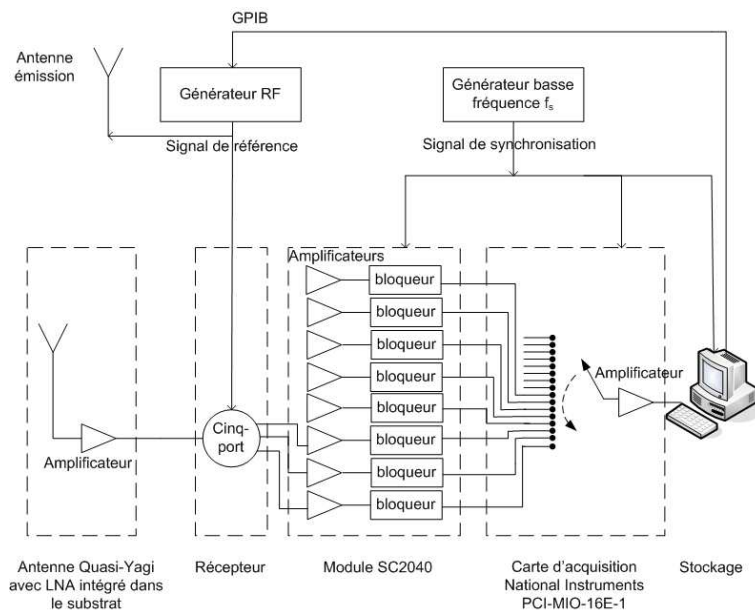 GPIB
Antenne
émission
Générateur RF
Générateur basse
fréquence fs
Signal de référence
Signal de synchronisation
Amplificateurs
bloqueur
bloqueur
bloqueur
bloqueur
bloqueur
bloqueur
bloqueur
bloqueur
Amplificateur
Cinq-
port
Amplificateur
Antenne Quasi-Yagi
avec LNA intégré dans
le substrat
Récepteur
Module SC2040
Carte d'acquisition
National Instruments
PCI-MIO-16E-1
Stockage